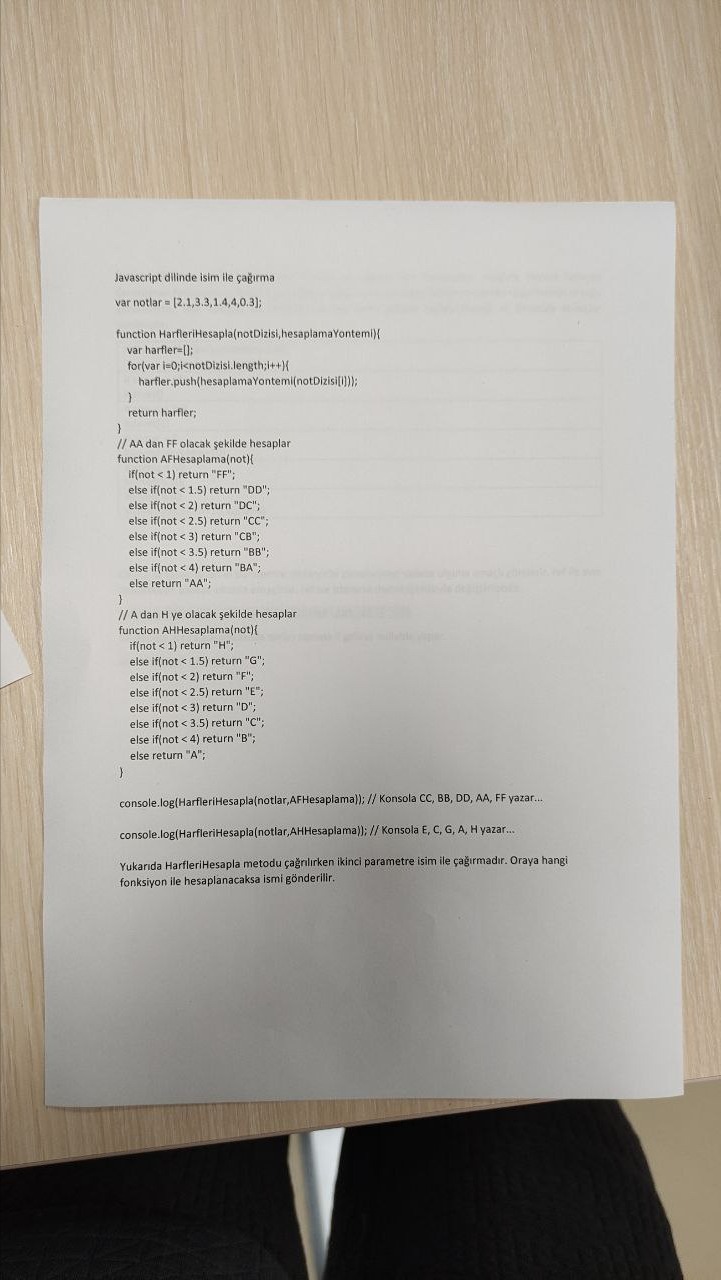 Javascript dilinde isim ile çağırma
var notlar = [2.1,3.3,1.4,4,0.3];
function HarfleriHesapla(notDizisi,hesaplamaYontemi){
var harfler=[];
for(var i=0;i<notDizisi.length;i++){
harfler.push(hesaplamaYontemi(notDizisi[i]));
}
return harfler;
}
// AA dan FF olacak şekilde hesaplar
function AFHesaplama(not){
if(not < 1) return "FF";
else if(not < 1.5) return "DD";
else if(not < 2) return "DC";
else if(not < 2.5) return "CC";
else if(not < 3) return "CB";
else if(not < 3.5) return "BB";
else if(not < 4) return "BA";
else return "AA";
}
// A dan H ye olacak şekilde hesaplar
function AHHesaplama(not){
if(not < 1) return "H";
else if(not < 1.5) return "G";
else if(not < 2) return "F";
else if(not < 2.5) return "E";
else if(not < 3) return "D";
else if(not < 3.5) return "C";
else if(not < 4) return "B";
else return "A";
}
console.log(HarfleriHesapla(notlar,AFHesaplama)); // Konsola CC, BB, DD, AA, FF yazar...
console.log(HarfleriHesapla(notlar,AHHesaplama)); // Konsola E, C, G, A, H yazar...
Yukarıda HarfleriHesapla metodu çağrılırken ikinci parametre isim ile çağırmadır. Oraya hangi
fonksiyon ile hesaplanacaksa ismi gönderilir.